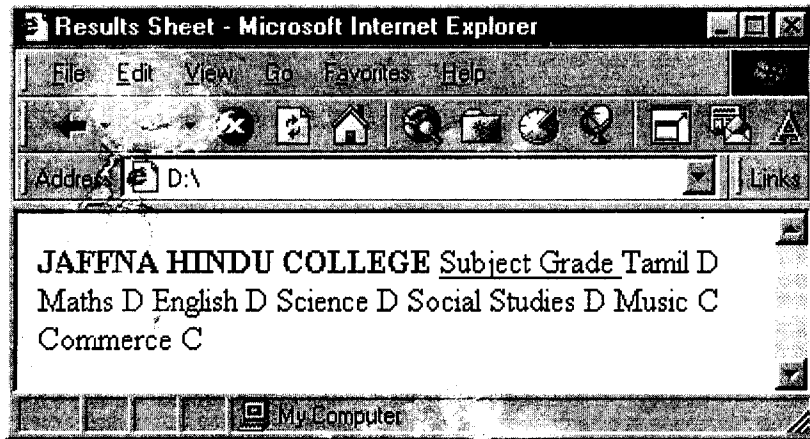 Results Sheet - Microsoft Internet Explorer
File Edit View Go Favorites Help
Address D:\ Links
JAFFNA HINDU COLLEGE Subject Grade Tamil D
Maths D English D Science D Social Studies D Music C
Commerce C
My Computer